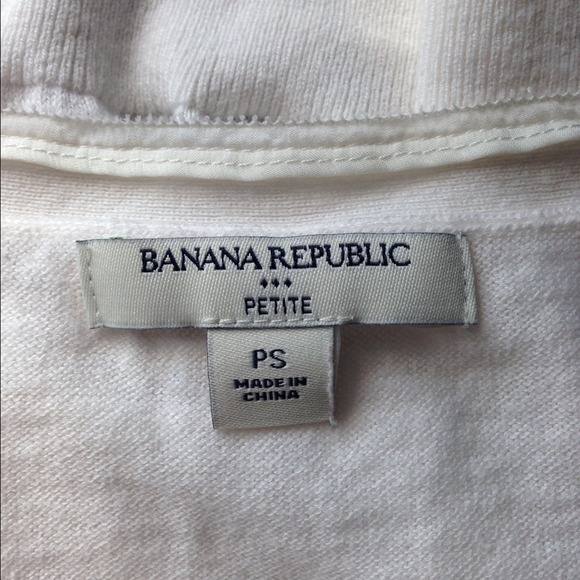 BANANA REPUBLIC
PETITE
PS
MADE IN
CHINA